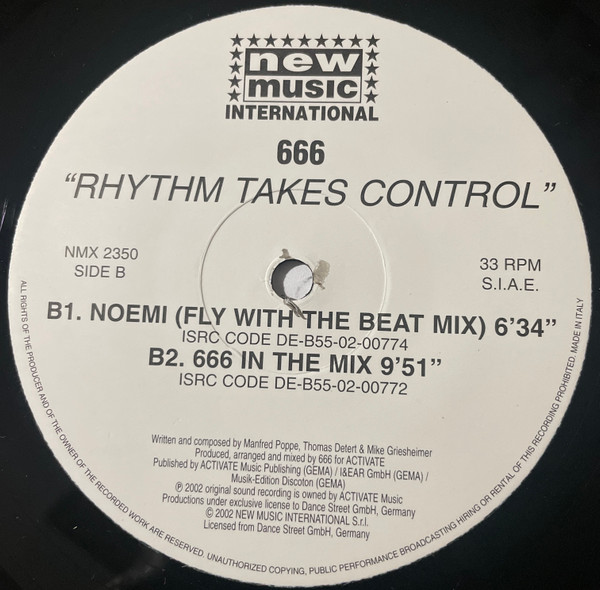 new
music
INTERNATIONAL
666
"RHYTHM TAKES CONTROL"
NMX 2350
SIDE B
33 RPM
S.I.A.E.
B1. NOEMI (FLY WITH THE BEAT MIX) 6'34"
ISRC CODE DE-B55-02-00774
B2. 666 IN THE MIX 9'51"
ISRC CODE DE-B55-02-00772
Written and composed by Manfred Poppe, Thomas Detert & Mike Griesheimer
Produced, arranged and mixed by 666 for ACTIVATE
Published by ACTIVATE Music Publishing (GEMA) / I&EAR GmbH (GEMA) /
Musik-Edition Discoton (GEMA)
℗ 2002 original sound recording is owned by ACTIVATE Music
Productions under exclusive license to Dance Street GmbH, Germany
© 2002 NEW MUSIC INTERNATIONAL S.r.l.
Licensed from Dance Street GmbH, Germany
ALL RIGHTS OF THE PRODUCER AND OF THE OWNER OF THE RECORDED WORK ARE RESERVED. UNAUTHORIZED COPYING, PUBLIC PERFORMANCE BROADCASTING HIRING OR RENTAL OF THIS RECORDING PROHIBITED. MADE IN ITALY